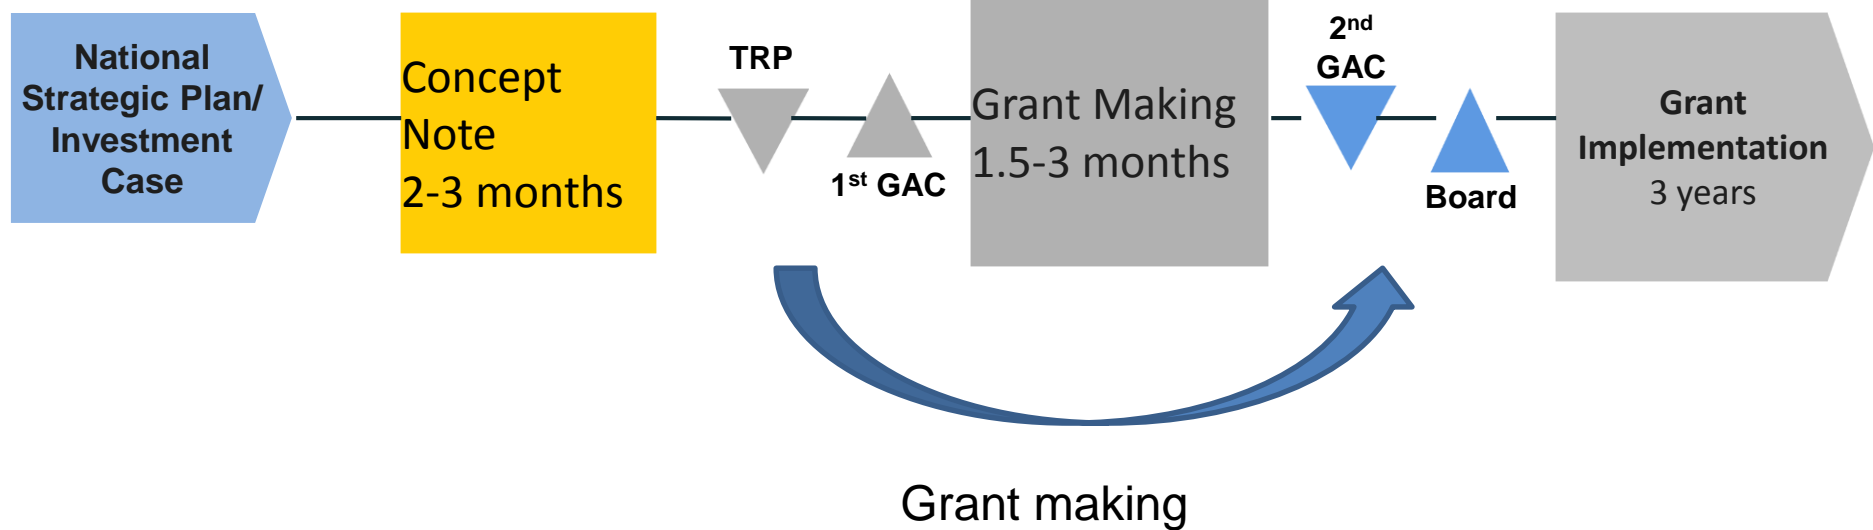 National
Strategic Plan/
Investment
Case
Concept
Note
2-3 months
TRP
1st GAC
Grant Making
1.5-3 months
2nd
GAC
Board
Grant
Implementation
3 years
Grant making